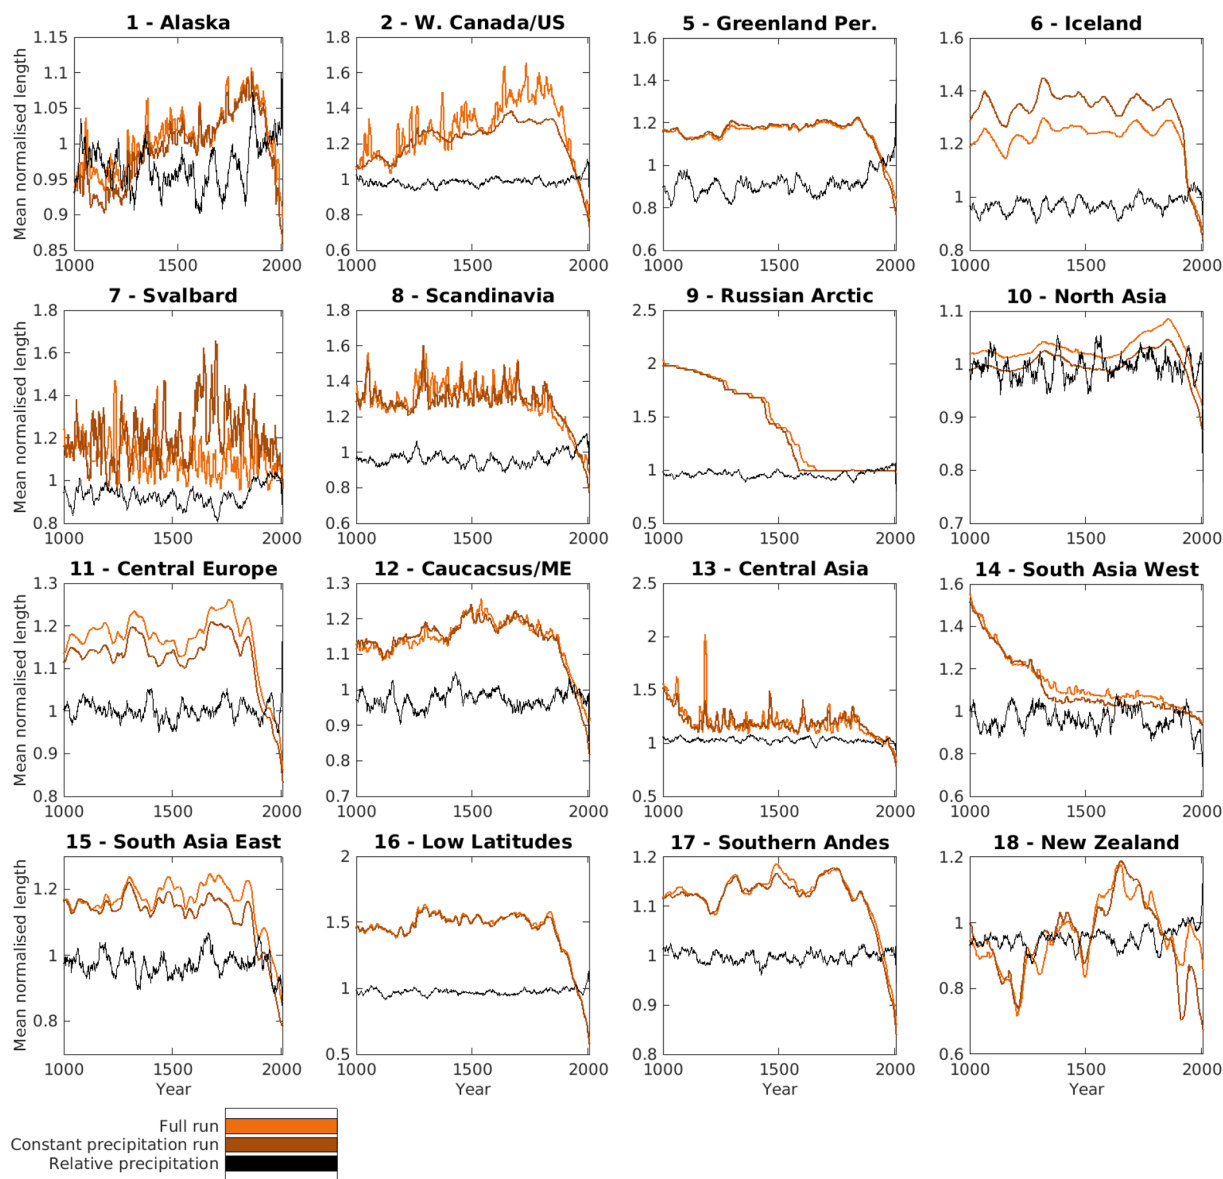 1 - Alaska
2 - W. Canada/US
5 - Greenland Per.
6 - Iceland
Mean normalised length
1.15
1.1
1.05
1
0.95
0.9
0.85
1000 1500 2000
1.8
1.6
1.4
1.2
1
0.8
0.6
1000 1500 2000
1.6
1.4
1.2
1
0.8
0.6
1000 1500 2000
1.6
1.4
1.2
1
0.8
1000 1500 2000
7 - Svalbard
8 - Scandinavia
9 - Russian Arctic
10 - North Asia
Mean normalised length
1.8
1.6
1.4
1.2
1
0.8
1000 1500 2000
1.8
1.6
1.4
1.2
1
0.8
0.6
1000 1500 2000
2.5
2
1.5
1
0.5
1000 1500 2000
1.1
1
0.9
0.8
0.7
1000 1500 2000
11 - Central Europe
12 - Caucacsus/ME
13 - Central Asia
14 - South Asia West
Mean normalised length
1.3
1.2
1.1
1
0.9
0.8
1000 1500 2000
1.3
1.2
1.1
1
0.9
0.8
0.7
1000 1500 2000
2.5
2
1.5
1
0.5
1000 1500 2000
1.6
1.4
1.2
1
0.8
0.6
1000 1500 2000
15 - South Asia East
16 - Low Latitudes
17 - Southern Andes
18 - New Zealand
Mean normalised length
1.2
1
0.8
1000 1500 2000
Year
2
1.5
1
0.5
1000 1500 2000
Year
1.2
1.1
1
0.9
0.8
1000 1500 2000
Year
1.2
1
0.8
0.6
1000 1500 2000
Year
Full run
Constant precipitation run
Relative precipitation